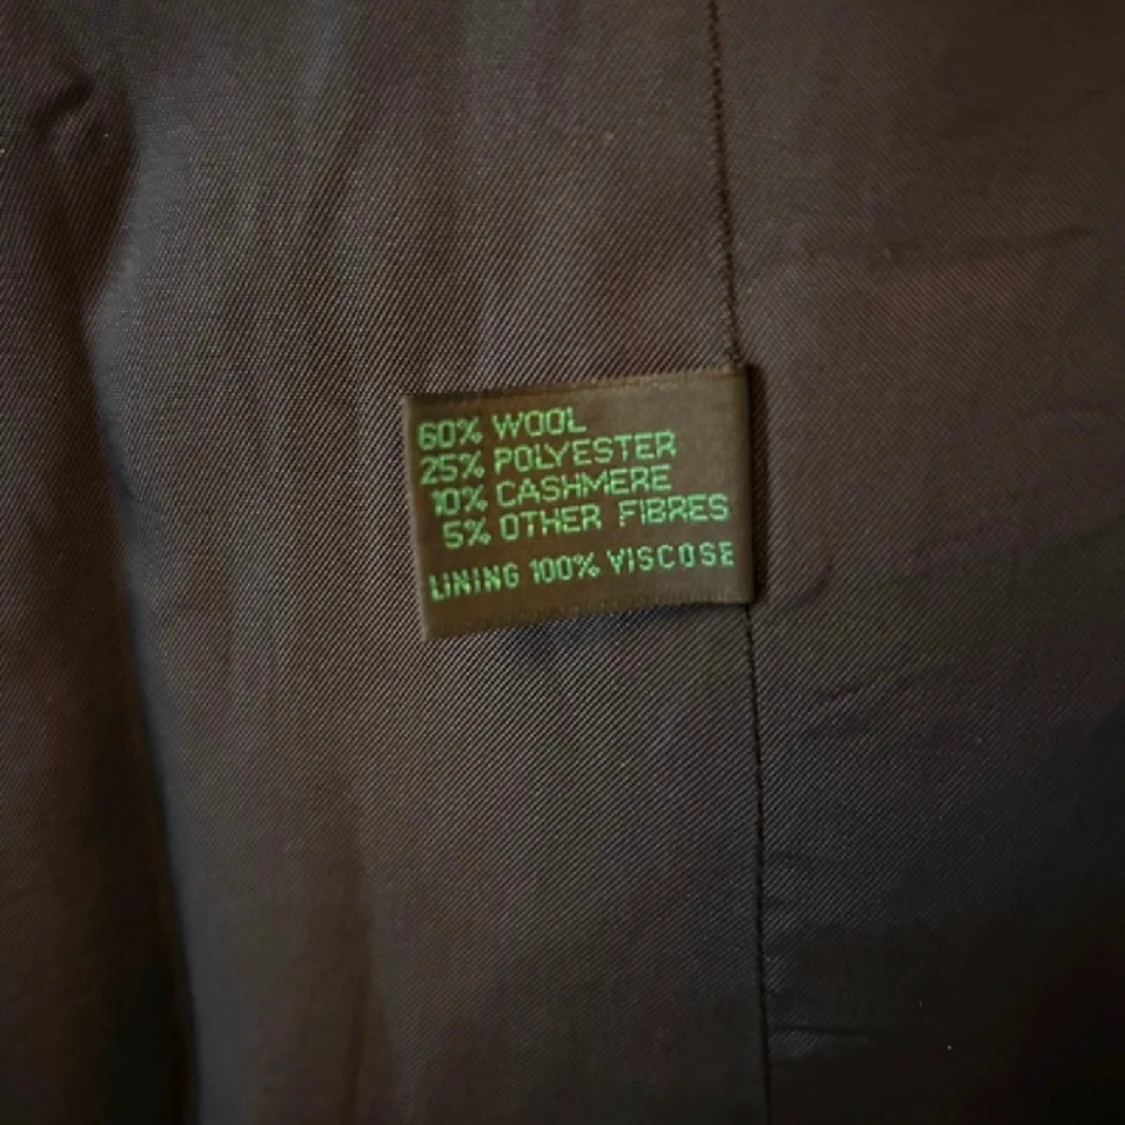 60% WOOL
25% POLYESTER
10% CASHMERE
5% OTHER FIBRES
LINING 100% VISCOSE